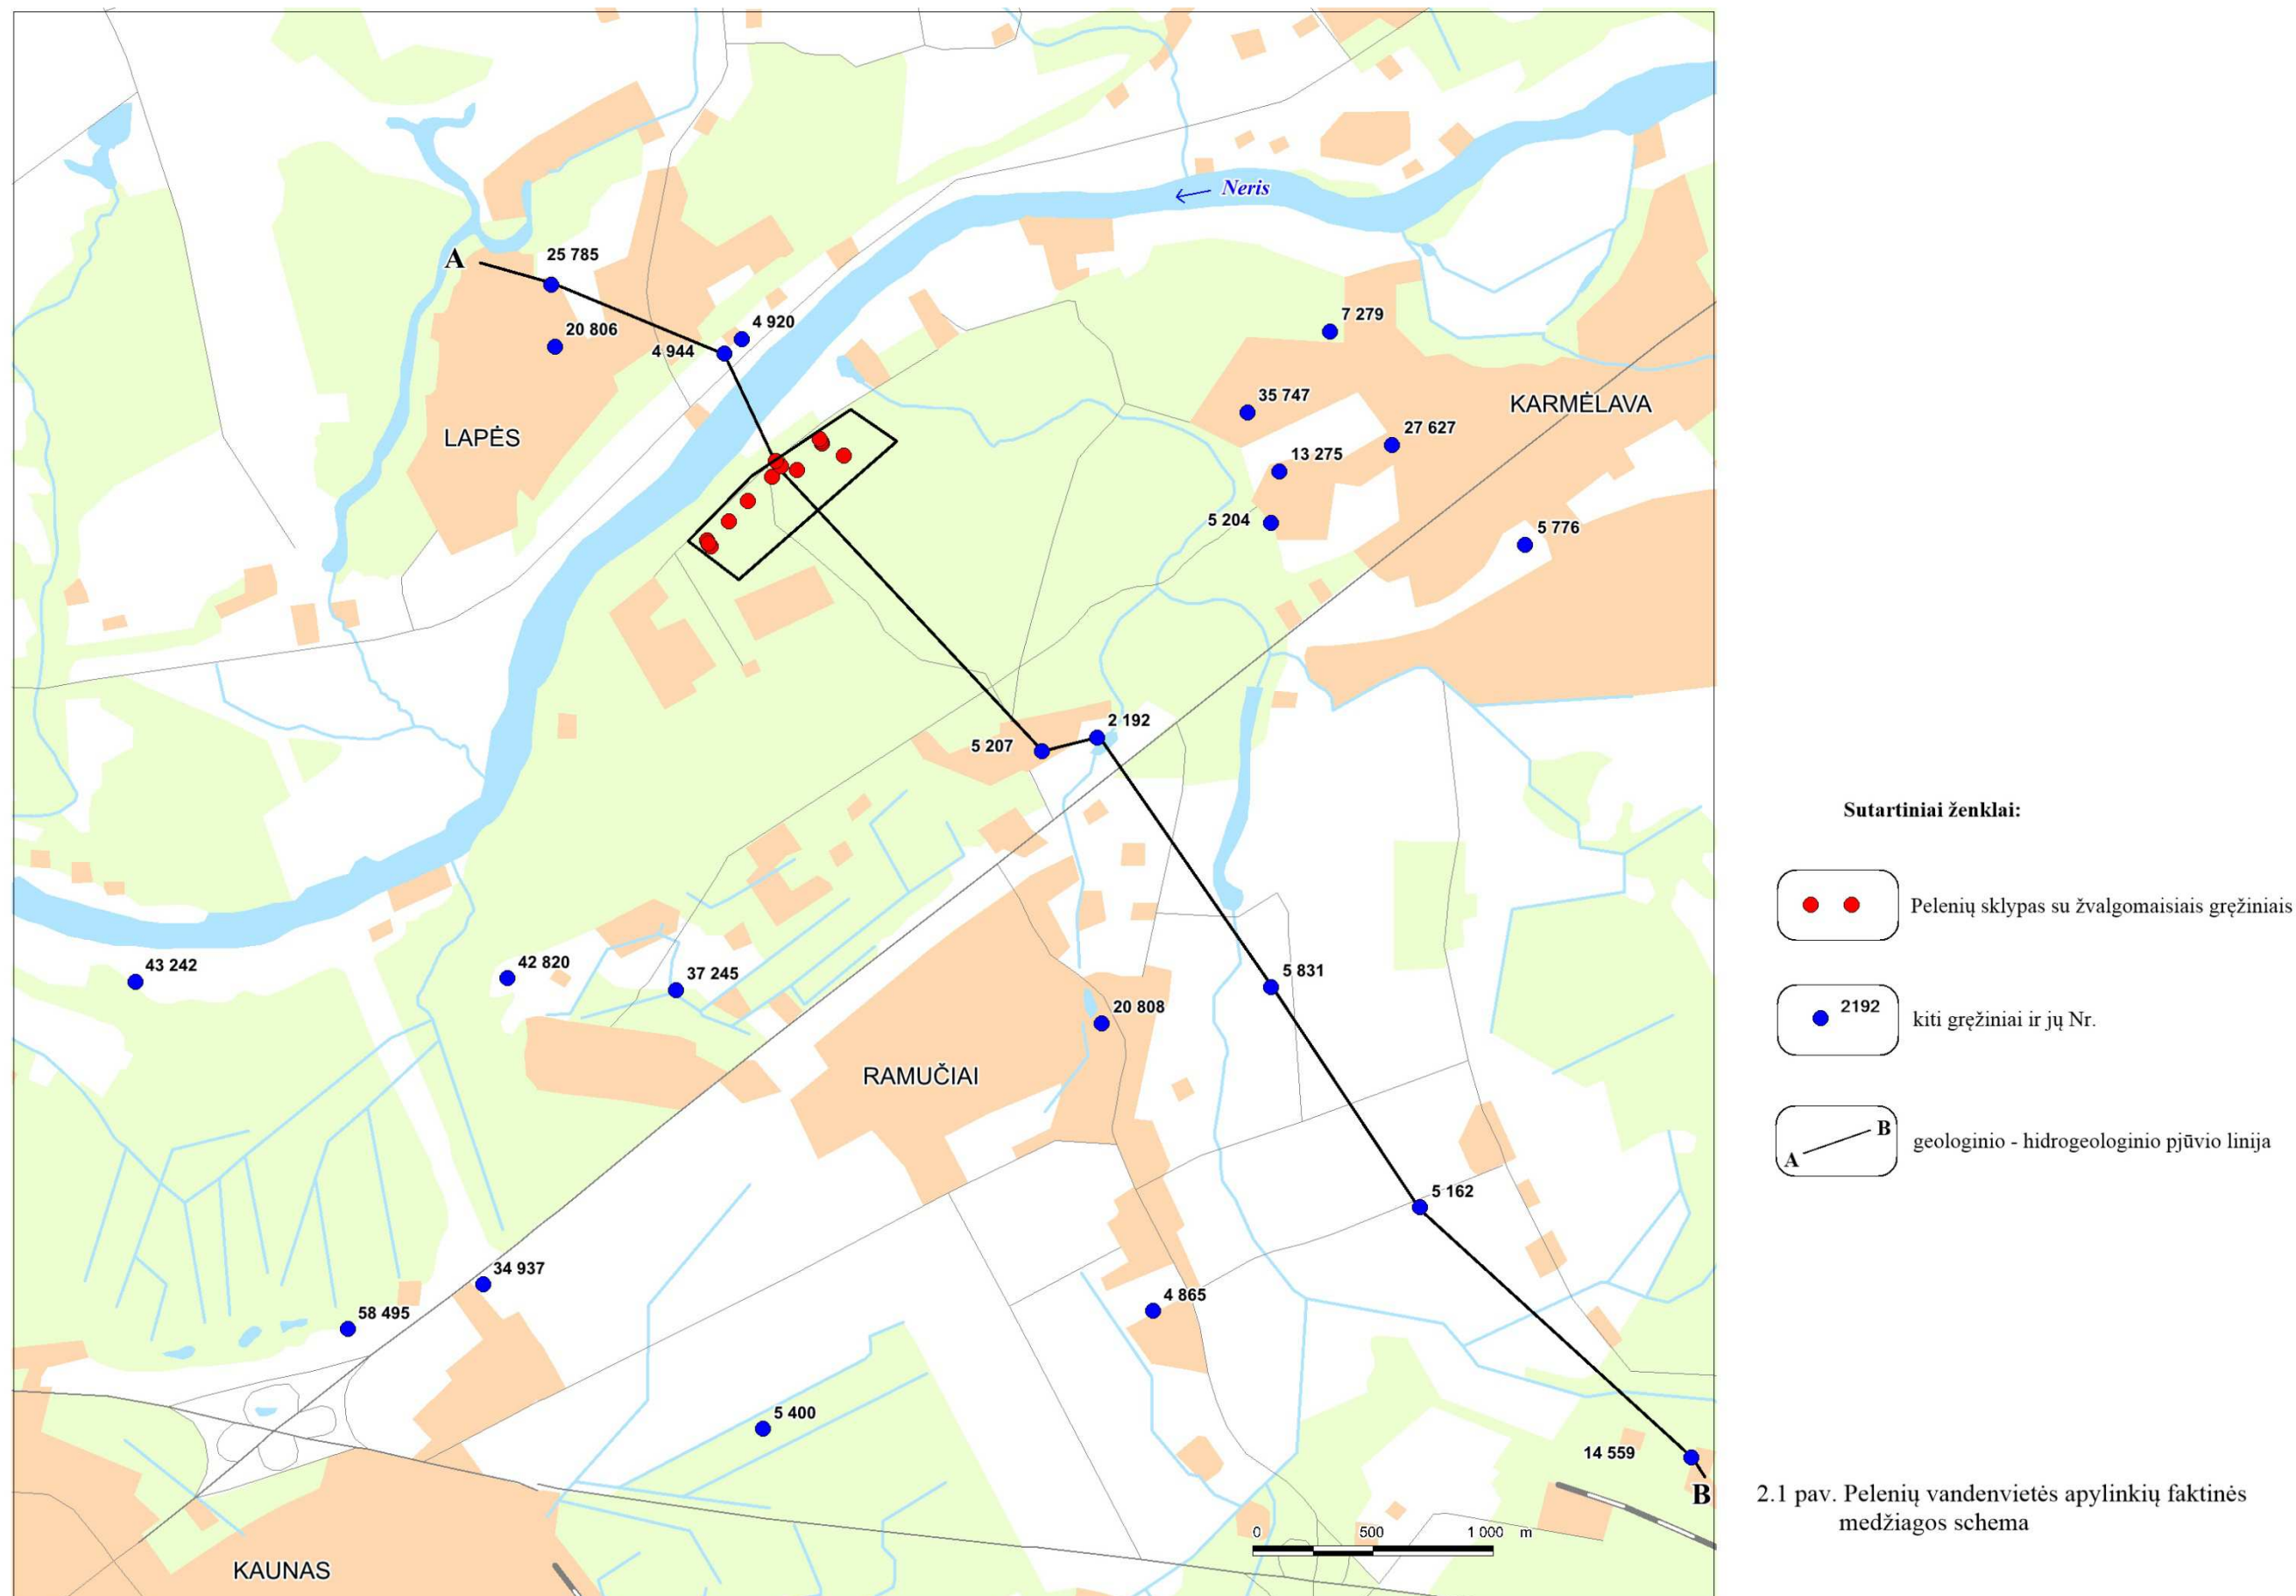 Neris
A
25 785
4 920
20 806
4 944
7 279
35 747
KARMĖLAVA
27 627
LAPĖS
13 275
5 204
5 776
2 192
5 207
Sutartiniai ženklai:
Pelenių sklypas su žvalgomaisiais gręžiniais
43 242
42 820
37 245
5 831
20 808
2192
kiti gręžiniai ir jų Nr.
RAMUČIAI
B
A
geologinio - hidrogeologinio pjūvio linija
5 162
34 937
4 865
58 495
5 400
14 559
B
2.1 pav. Pelenių vandenvietės apylinkių faktinės
medžiagos schema
0 500 1 000 m
KAUNAS